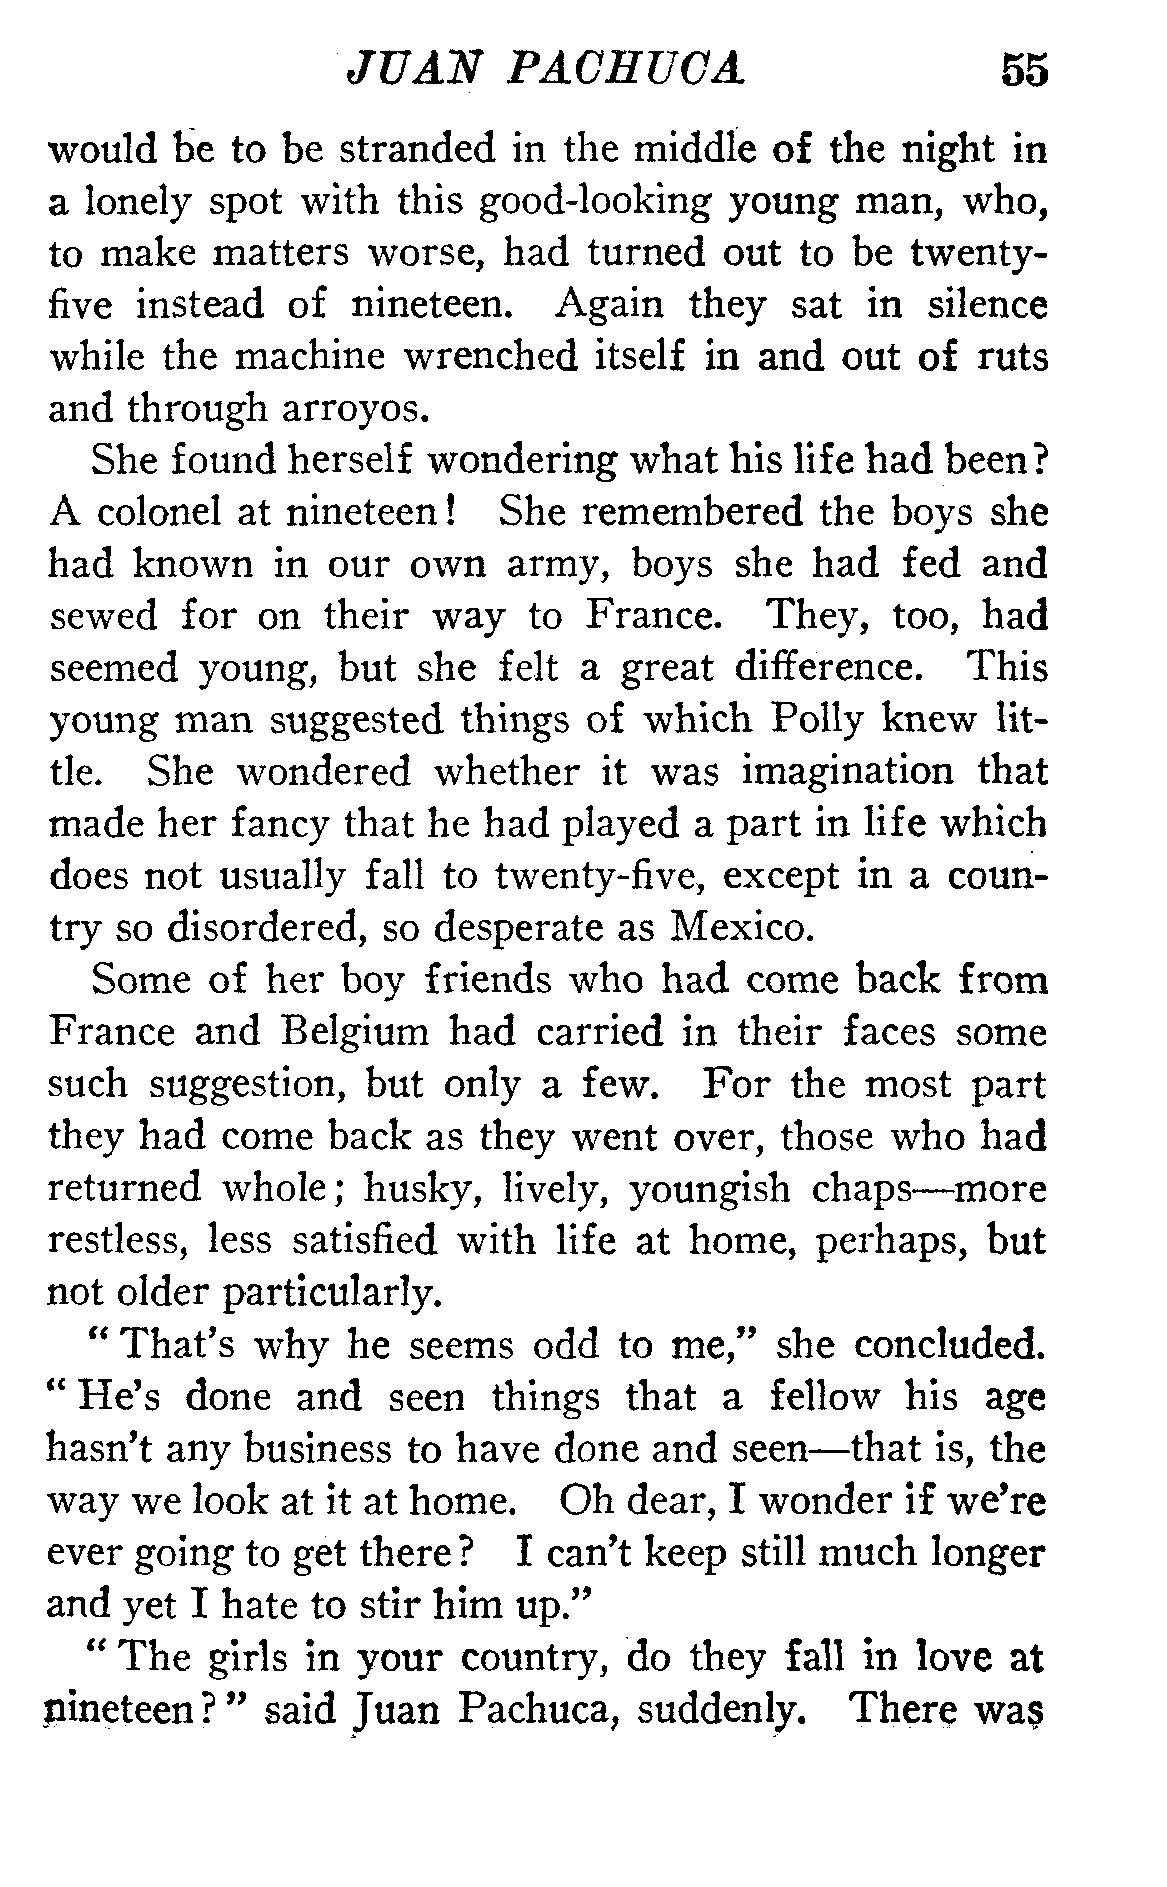 JUAN PACHUCA 55
would be to be stranded in the middle of the night in
a lonely spot with this good-looking young man, who,
to make matters worse, had turned out to be twenty-
five instead of nineteen. Again they sat in silence
while the machine wrenched itself in and out of ruts
and through arroyos.
She found herself wondering what his life had been?
A colonel at nineteen! She remembered the boys she
had known in our own army, boys she had fed and
sewed for on their way to France. They, too, had
seemed young, but she felt a great difference. This
young man suggested things of which Polly knew lit-
tle. She wondered whether it was imagination that
made her fancy that he had played a part in life which
does not usually fall to twenty-five, except in a coun-
try so disordered, so desperate as Mexico.
Some of her boy friends who had come back from
France and Belgium had carried in their faces some
such suggestion, but only a few. For the most part
they had come back as they went over, those who had
returned whole; husky, lively, youngish chaps—more
restless, less satisfied with life at home, perhaps, but
not older particularly.
"That's why he seems odd to me," she concluded.
"He's done and seen things that a fellow his age
hasn't any business to have done and seen—that is, the
way we look at it at home. Oh dear, I wonder if we're
ever going to get there? I can't keep still much longer
and yet I hate to stir him up."
"The girls in your country, do they fall in love at
nineteen?" said Juan Pachuca, suddenly. There was